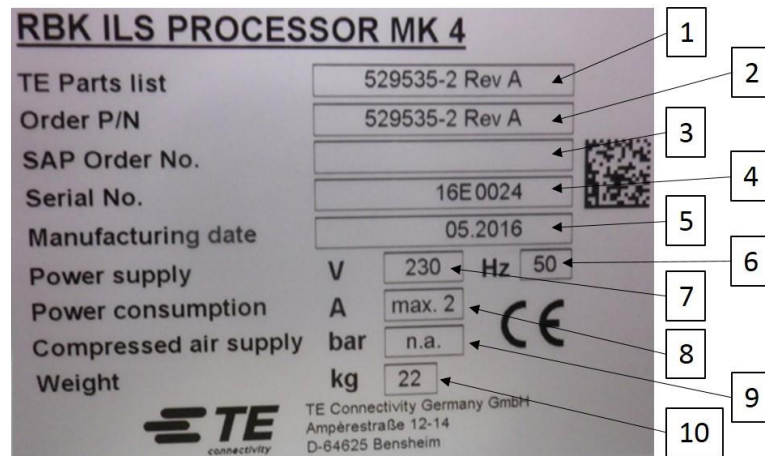 RBK ILS PROCESSOR MK 4
1
TE Parts list 529535-2 Rev A
2
Order P/N 529535-2 Rev A
3
SAP Order No.
4
Serial No. 16E0024
5
Manufacturing date 05.2016
6
Power supply V 230 Hz 50
7
Power consumption A max. 2
8
CE
Compressed air supply bar n.a.
9
Weight kg 22
10
TE
connectivity
TE Connectivity Germany GmbH
Ampèrestraße 12-14
D-64625 Bensheim